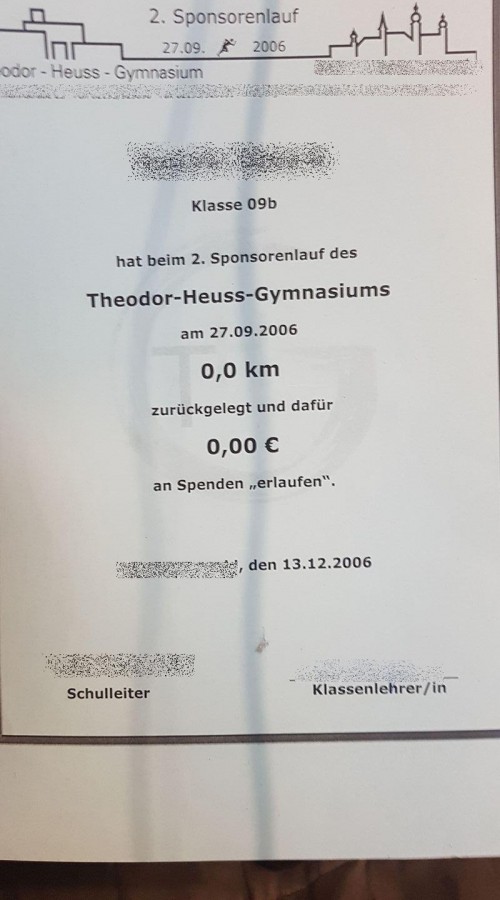 2. Sponsorenlauf
27.09. 2006
odor - Heuss - Gymnasium
Klasse 09b
hat beim 2. Sponsorenlauf des
Theodor-Heuss-Gymnasiums
am 27.09.2006
0,0 km
zurückgelegt und dafür
0,00 €
an Spenden „erlaufen“.
, den 13.12.2006
Schulleiter
Klassenlehrer/in